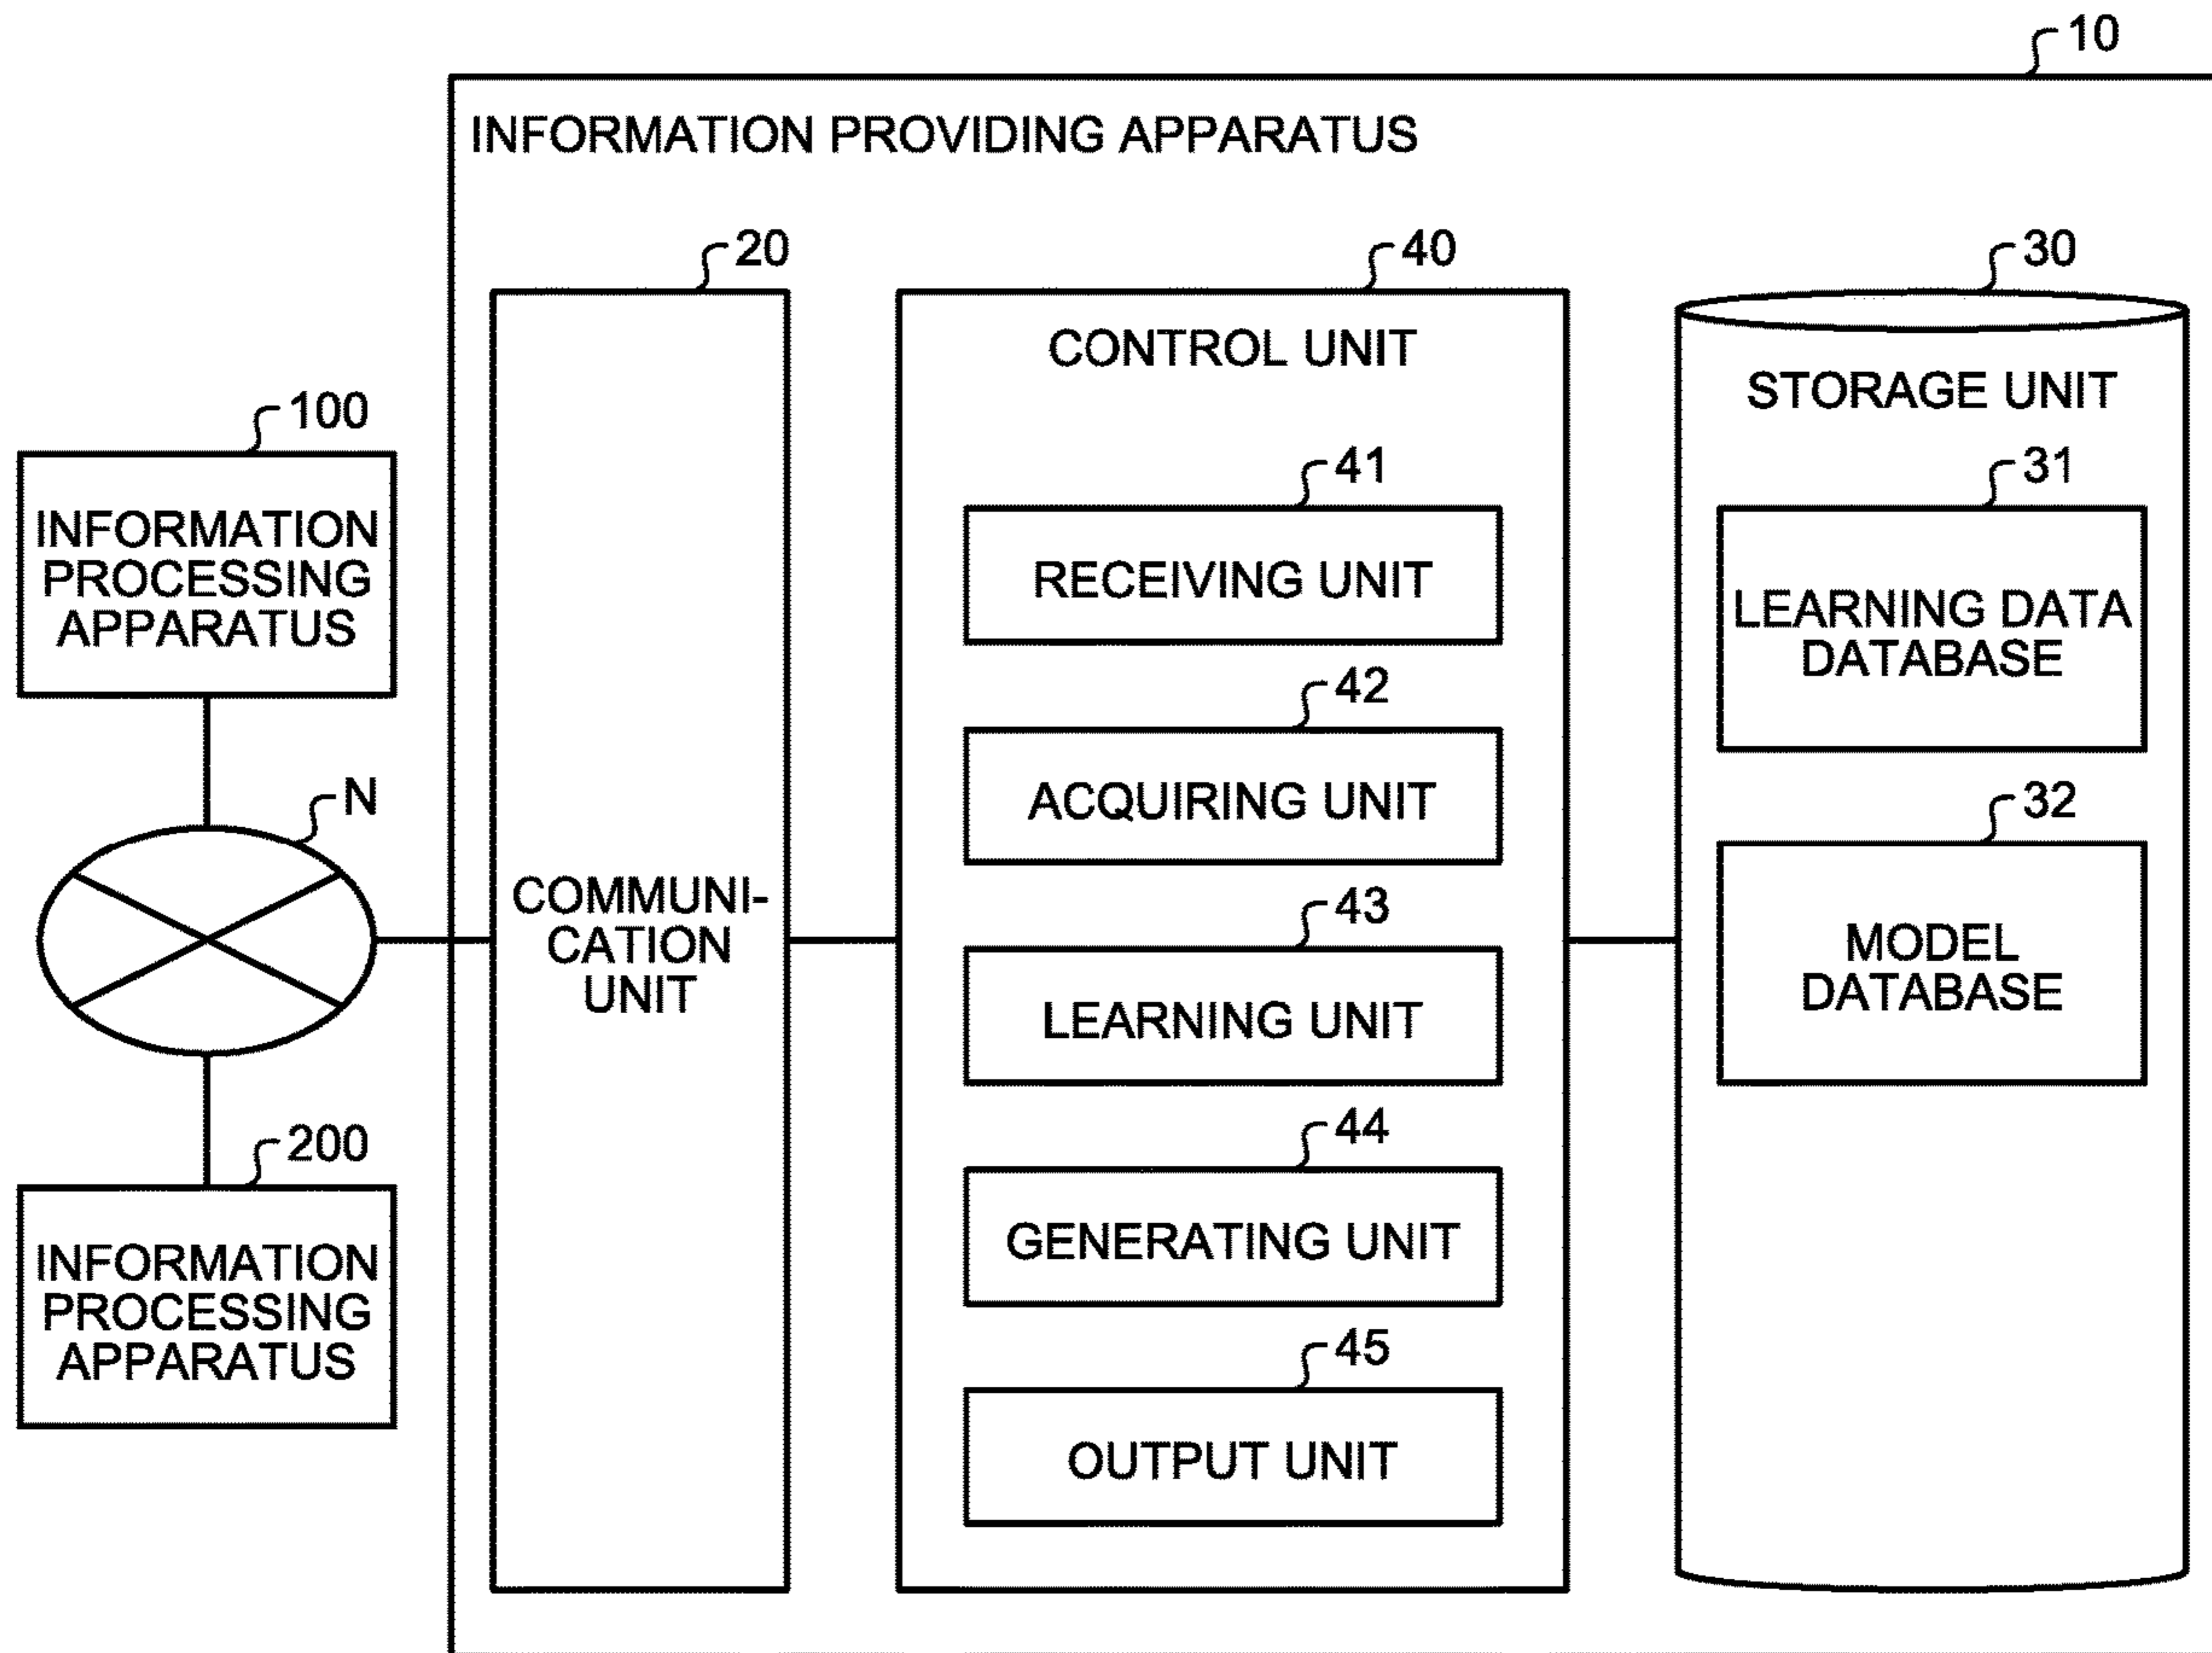 10
INFORMATION PROVIDING APPARATUS
20
40
30
CONTROL UNIT
STORAGE UNIT
100
INFORMATION
PROCESSING
APPARATUS
41
RECEIVING UNIT
31
LEARNING DATA
DATABASE
42
ACQUIRING UNIT
N
32
MODEL
DATABASE
COMMUNI-
CATION
UNIT
43
LEARNING UNIT
44
GENERATING UNIT
200
INFORMATION
PROCESSING
APPARATUS
45
OUTPUT UNIT